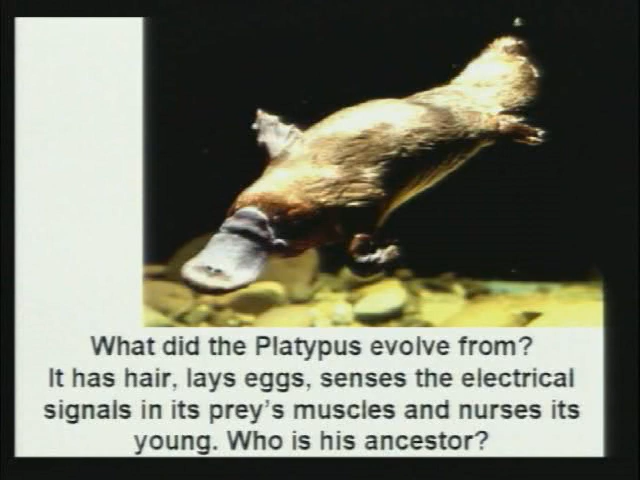 What did the Platypus evolve from?
It has hair, lays eggs, senses the electrical
signals in its prey's muscles and nurses its
young. Who is his ancestor?